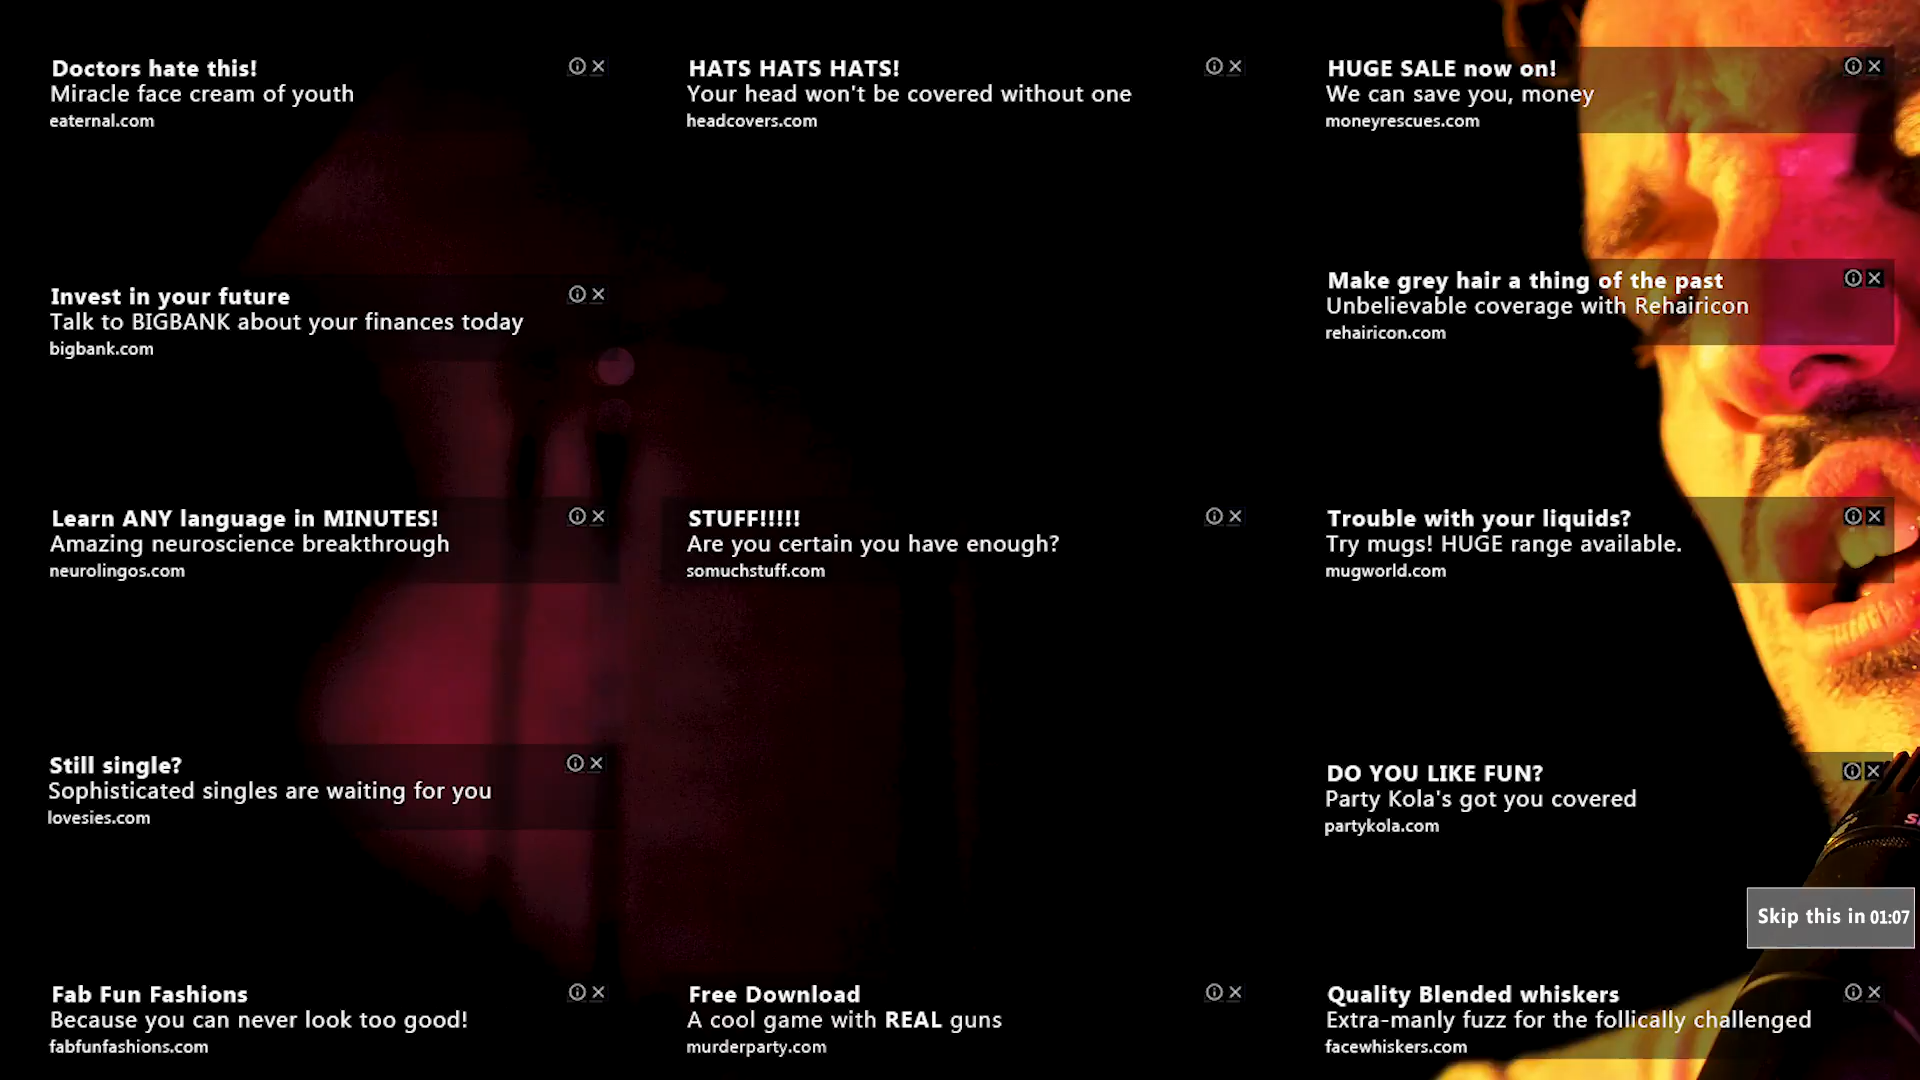 Doctors hate this!
Miracle face cream of youth
eaternal.com
HATS HATS HATS!
Your head won't be covered without one
headcovers.com
HUGE SALE now on!
We can save you, money
moneyrescues.com
Invest in your future
Talk to BIGBANK about your finances today
bigbank.com
Make grey hair a thing of the past
Unbelievable coverage with Rehairicon
rehairicon.com
Learn ANY language in MINUTES!
Amazing neuroscience breakthrough
neurolingos.com
STUFF!!!!!
Are you certain you have enough?
somuchstuff.com
Trouble with your liquids?
Try mugs! HUGE range available.
mugworld.com
Still single?
Sophisticated singles are waiting for you
lovesies.com
DO YOU LIKE FUN?
Party Kola's got you covered
partykola.com
Skip this in 01:07
Fab Fun Fashions
Because you can never look too good!
fabfunfashions.com
Free Download
A cool game with REAL guns
murderparty.com
Quality Blended whiskers
Extra-manly fuzz for the follically challenged
facewhiskers.com